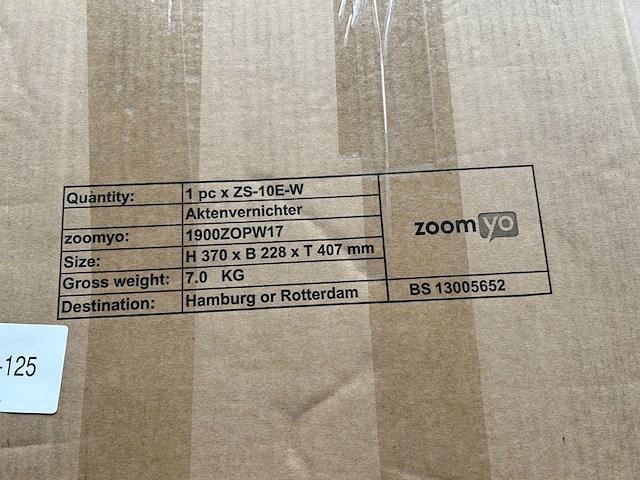 Quantity: 1 pc x ZS-10E-W
Aktenvernichter
zoomyo: 1900ZOPW17
Size: H 370 x B 228 x T 407 mm
Gross weight: 7.0 KG
Destination: Hamburg or Rotterdam
zoomyo
BS 13005652
-125